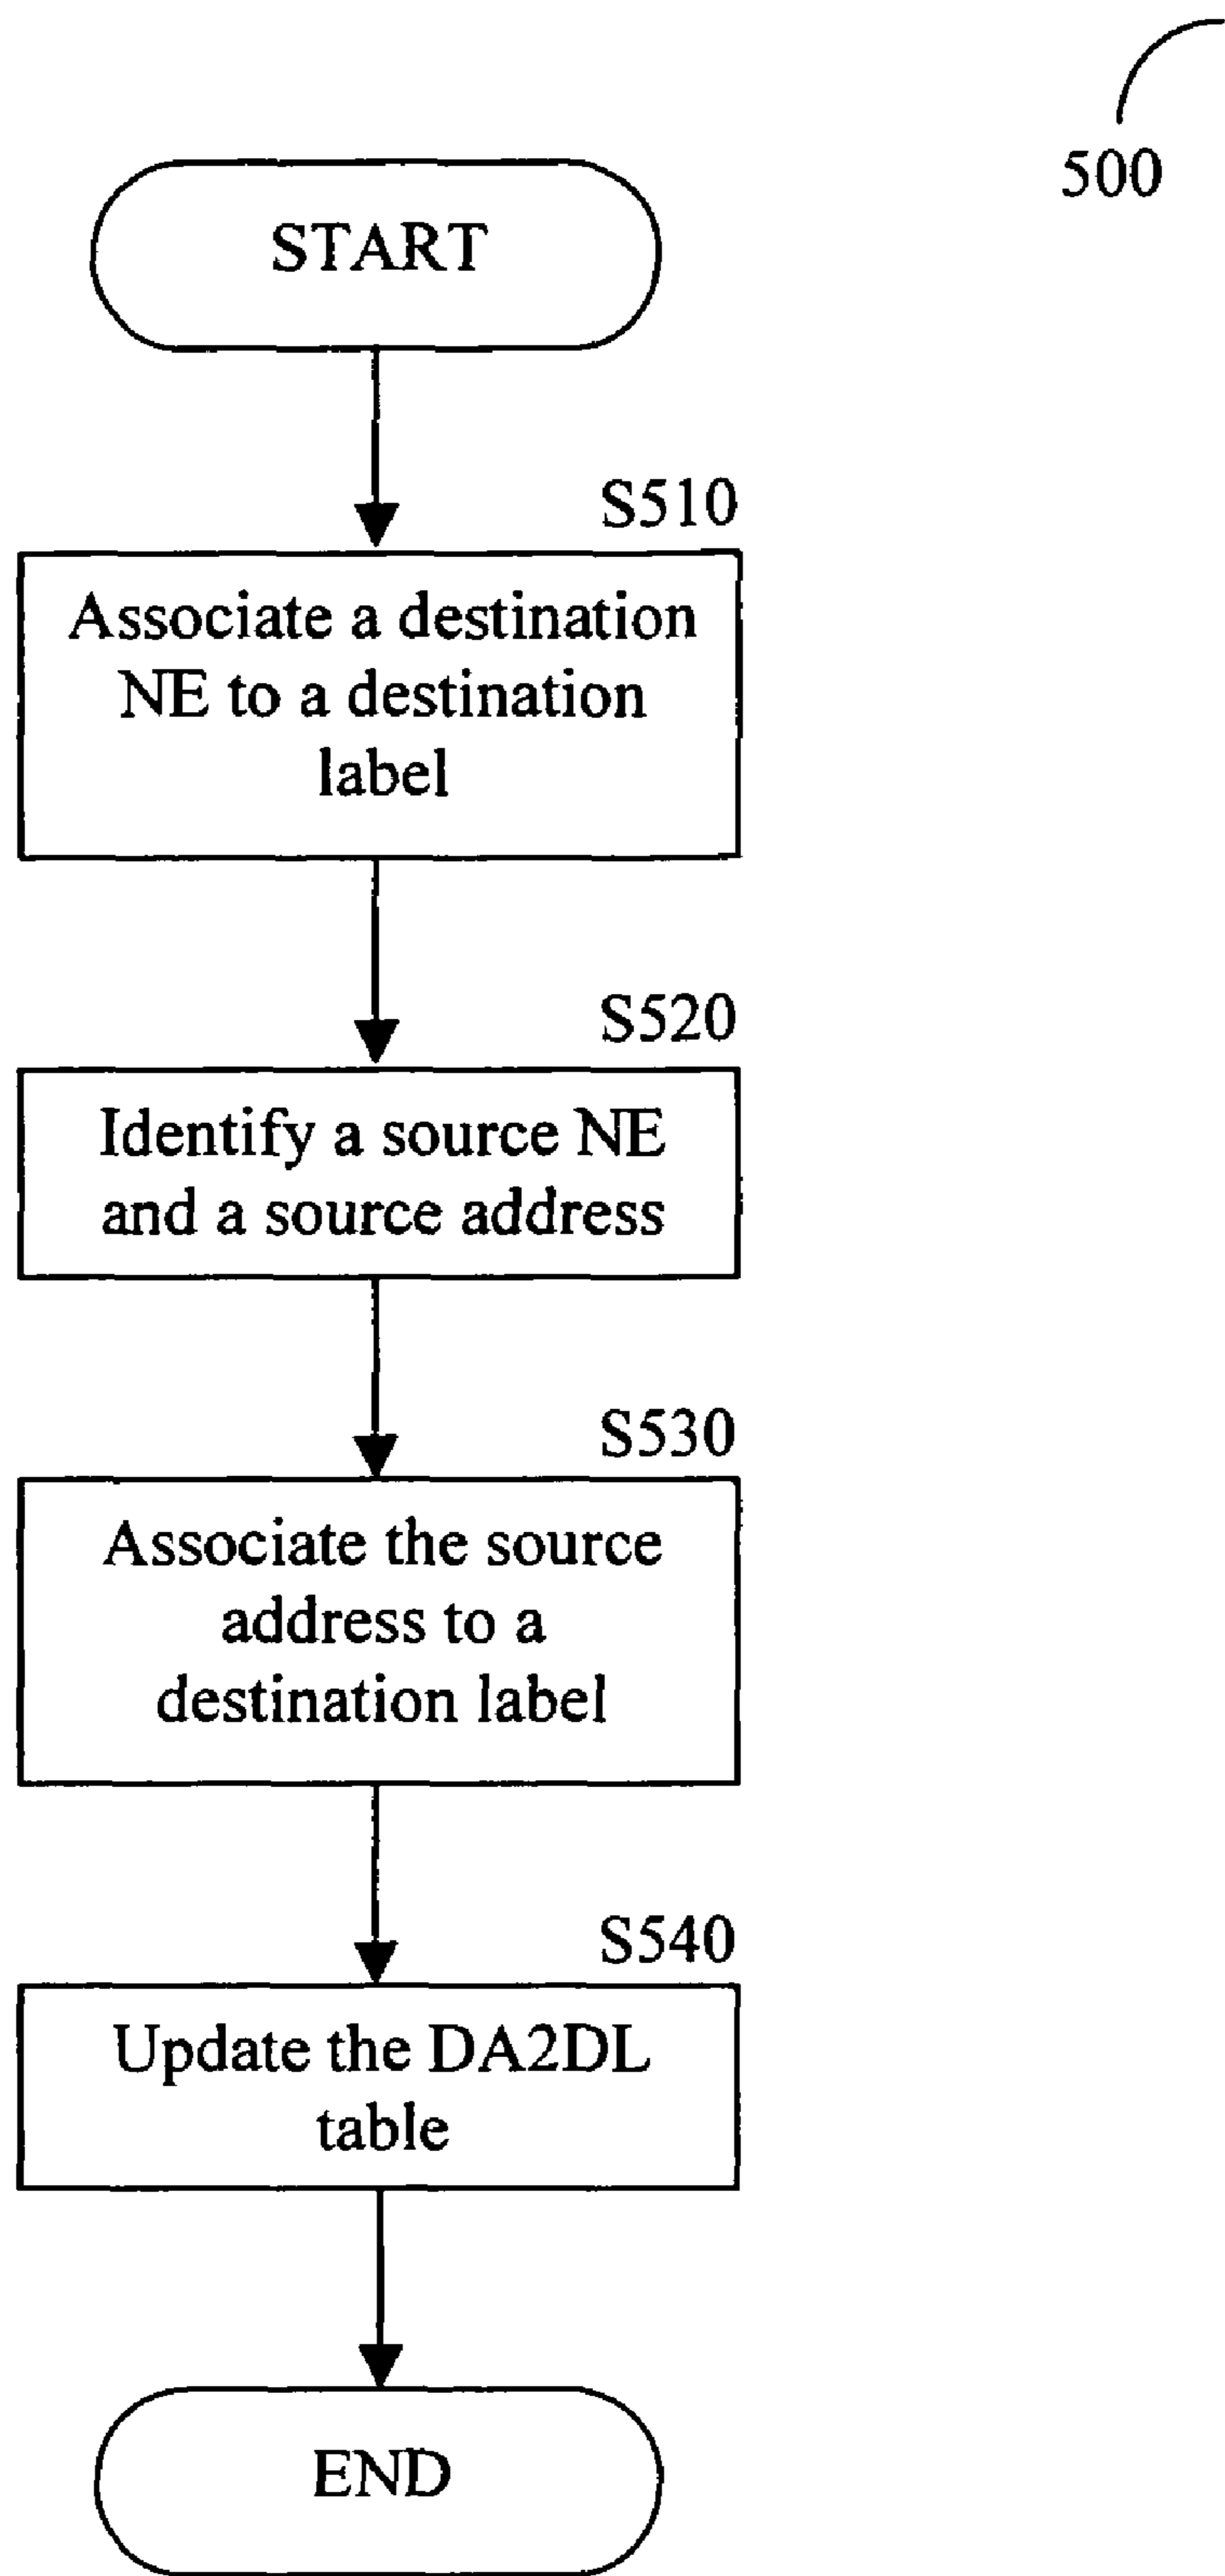 500
START
S510
Associate a destination
NE to a destination
label
S520
Identify a source NE
and a source address
S530
Associate the source
address to a
destination label
S540
Update the DA2DL
table
END